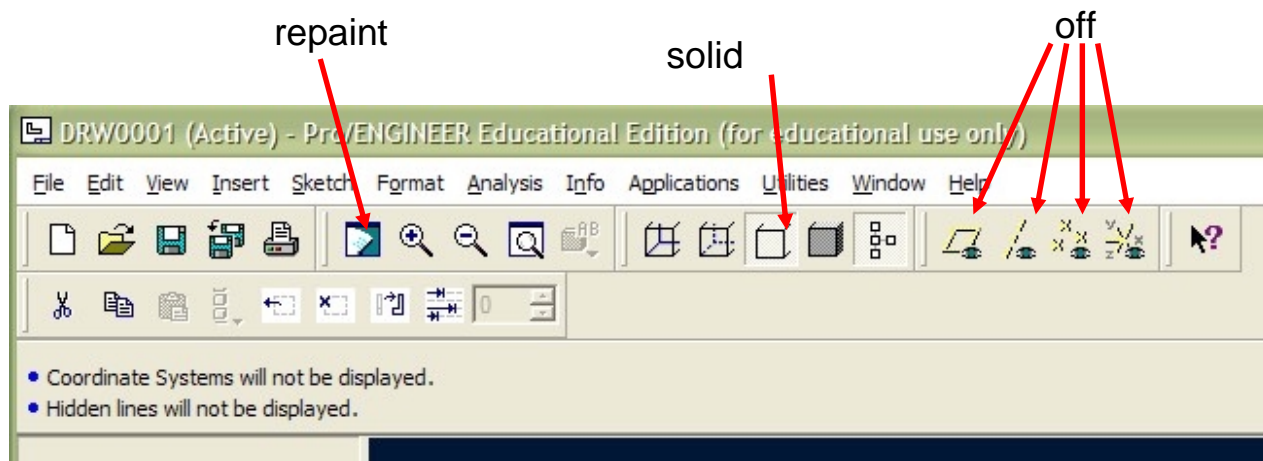 repaint
solid
off
DRW0001 (Active) - Pro/ENGINEER Educational Edition (for educational use only)
File Edit View Insert Sketch Format Analysis Info Applications Utilities Window Help
AB
x x x y x z
?
0
Coordinate Systems will not be displayed.
Hidden lines will not be displayed.